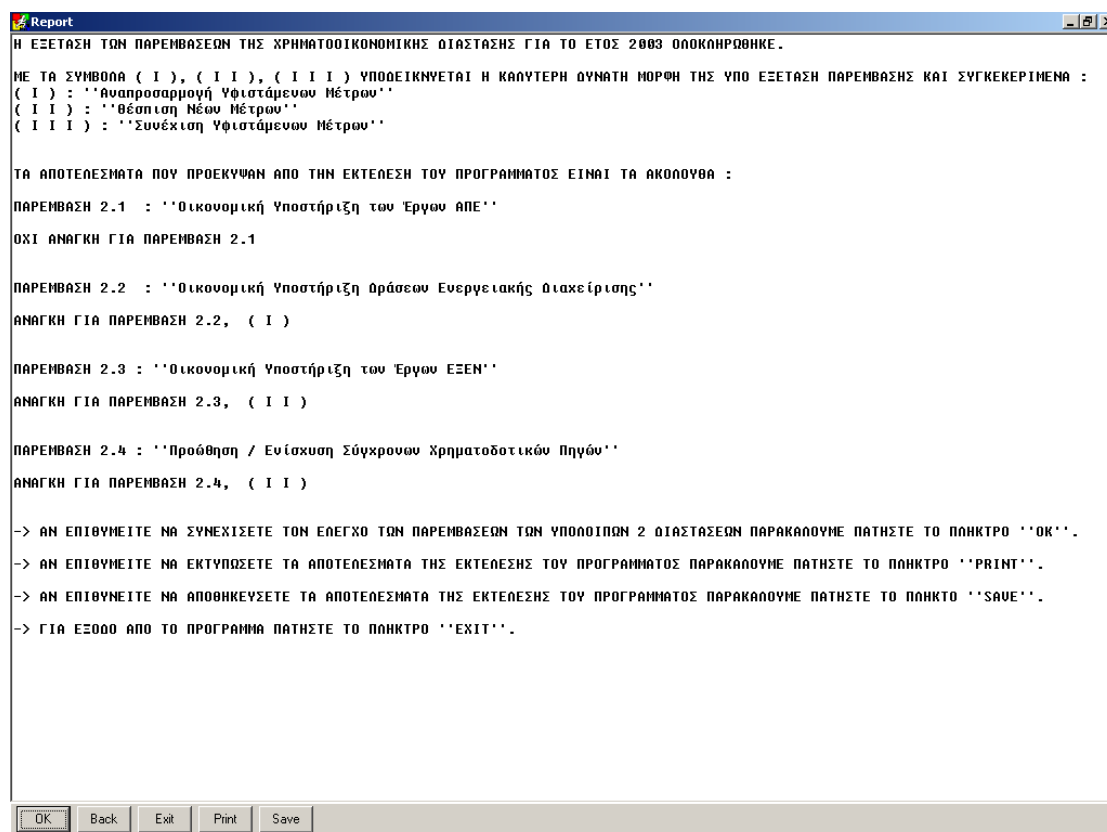 Report
Η ΕΞΕΤΑΣΗ ΤΩΝ ΠΑΡΕΜΒΑΣΕΩΝ ΤΗΣ ΧΡΗΜΑΤΟΟΙΚΟΝΟΜΙΚΗΣ ΔΙΑΣΤΑΣΗΣ ΓΙΑ ΤΟ ΕΤΟΣ 2003 ΟΛΟΚΛΗΡΩΘΗΚΕ.
ΜΕ ΤΑ ΣΥΜΒΟΛΑ ( Ι ), ( Ι Ι ), ( Ι Ι Ι ) ΥΠΟΔΕΙΚΝΥΕΤΑΙ Η ΚΑΛΥΤΕΡΗ ΔΥΝΑΤΗ ΜΟΡΦΗ ΤΗΣ ΥΠΟ ΕΞΕΤΑΣΗ ΠΑΡΕΜΒΑΣΗΣ ΚΑΙ ΣΥΓΚΕΚΕΡΙΜΕΝΑ :
( Ι ) : ''Αναπροσαρμογή Υφιστάμενων Μέτρων''
( Ι Ι ) : ''Θέσπιση Νέων Μέτρων''
( Ι Ι Ι ) : ''Συνέχιση Υφιστάμενων Μέτρων''
ΤΑ ΑΠΟΤΕΛΕΣΜΑΤΑ ΠΟΥ ΠΡΟΕΚΥΨΑΝ ΑΠΟ ΤΗΝ ΕΚΤΕΛΕΣΗ ΤΟΥ ΠΡΟΓΡΑΜΜΑΤΟΣ ΕΙΝΑΙ ΤΑ ΑΚΟΛΟΥΘΑ :
ΠΑΡΕΜΒΑΣΗ 2.1 : ''Οικονομική Υποστήριξη των Έργων ΑΠΕ''
ΟΧΙ ΑΝΑΓΚΗ ΓΙΑ ΠΑΡΕΜΒΑΣΗ 2.1
ΠΑΡΕΜΒΑΣΗ 2.2 : ''Οικονομική Υποστήριξη Δράσεων Ενεργειακής Διαχείρισης''
ΑΝΑΓΚΗ ΓΙΑ ΠΑΡΕΜΒΑΣΗ 2.2, ( Ι )
ΠΑΡΕΜΒΑΣΗ 2.3 : ''Οικονομική Υποστήριξη των Έργων ΕΞΕΝ''
ΑΝΑΓΚΗ ΓΙΑ ΠΑΡΕΜΒΑΣΗ 2.3, ( Ι Ι )
ΠΑΡΕΜΒΑΣΗ 2.4 : ''Προώθηση / Ενίσχυση Σύγχρονων Χρηματοδοτικών Πηγών''
ΑΝΑΓΚΗ ΓΙΑ ΠΑΡΕΜΒΑΣΗ 2.4, ( Ι Ι )
-> ΑΝ ΕΠΙΘΥΜΕΙΤΕ ΝΑ ΣΥΝΕΧΙΣΕΤΕ ΤΟΝ ΕΛΕΓΧΟ ΤΩΝ ΠΑΡΕΜΒΑΣΕΩΝ ΤΩΝ ΥΠΟΛΟΙΠΩΝ 2 ΔΙΑΣΤΑΣΕΩΝ ΠΑΡΑΚΑΛΟΥΜΕ ΠΑΤΗΣΤΕ ΤΟ ΠΛΗΚΤΡΟ ''OK''.
-> ΑΝ ΕΠΙΘΥΜΕΙΤΕ ΝΑ ΕΚΤΥΠΩΣΕΤΕ ΤΑ ΑΠΟΤΕΛΕΣΜΑΤΑ ΤΗΣ ΕΚΤΕΛΕΣΗΣ ΤΟΥ ΠΡΟΓΡΑΜΜΑΤΟΣ ΠΑΡΑΚΑΛΟΥΜΕ ΠΑΤΗΣΤΕ ΤΟ ΠΛΗΚΤΡΟ ''PRINT''.
-> ΑΝ ΕΠΙΘΥΝΕΙΤΕ ΝΑ ΑΠΟΘΗΚΕΥΣΕΤΕ ΤΑ ΑΠΟΤΕΛΕΣΜΑΤΑ ΤΗΣ ΕΚΤΕΛΕΣΗΣ ΤΟΥ ΠΡΟΓΡΑΜΜΑΤΟΣ ΠΑΡΑΚΑΛΟΥΜΕ ΠΑΤΗΣΤΕ ΤΟ ΠΛΗΚΤΟ ''SAVE''.
-> ΓΙΑ ΕΞΟΔΟ ΑΠΟ ΤΟ ΠΡΟΓΡΑΜΜΑ ΠΑΤΗΣΤΕ ΤΟ ΠΛΗΚΤΡΟ ''EXIT''.
OK Back Exit Print Save